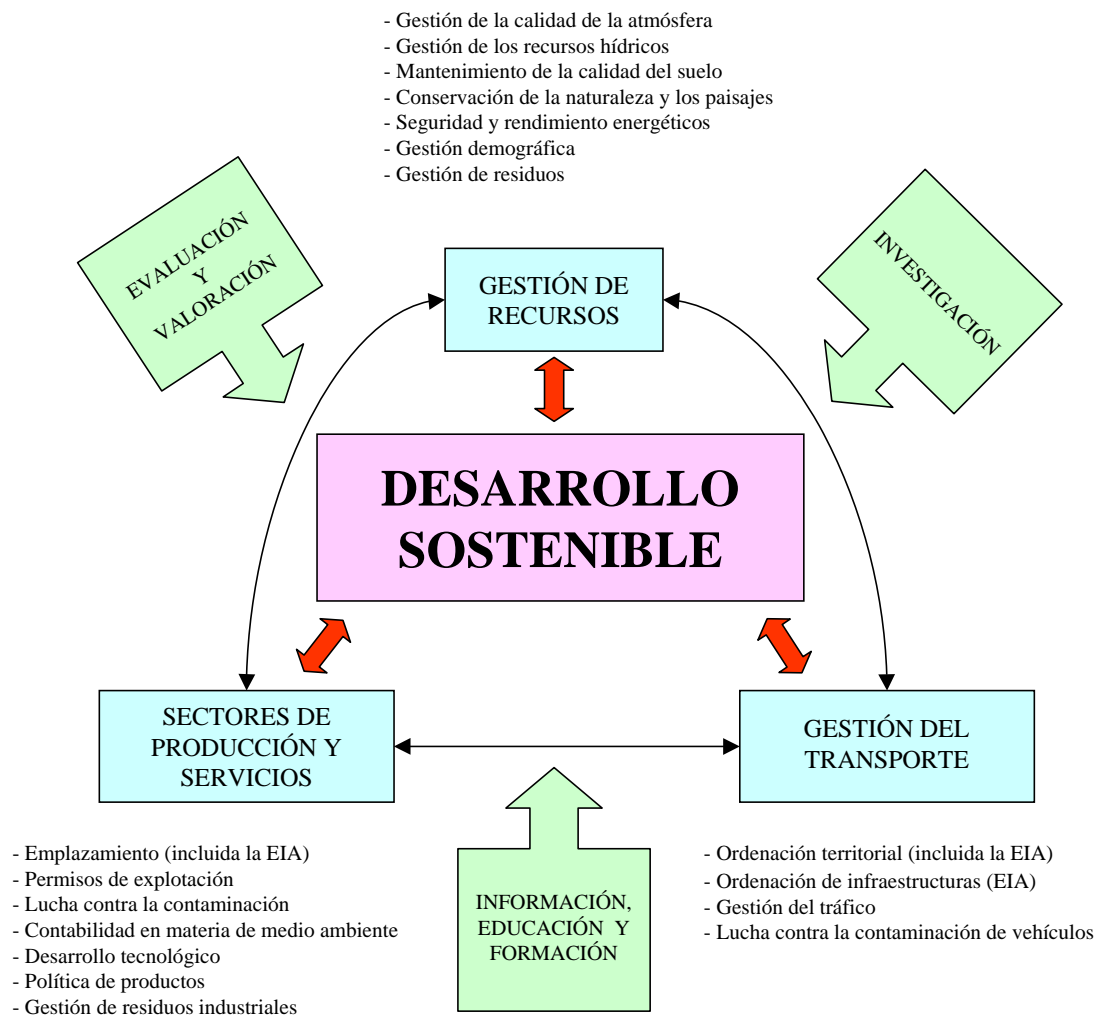 - Gestión de la calidad de la atmósfera
- Gestión de los recursos hídricos
- Mantenimiento de la calidad del suelo
- Conservación de la naturaleza y los paisajes
- Seguridad y rendimiento energéticos
- Gestión demográfica
- Gestión de residuos
EVALUACIÓN
Y
VALORACIÓN
GESTIÓN DE
RECURSOS
INVESTIGACIÓN
DESARROLLO
SOSTENIBLE
SECTORES DE
PRODUCCIÓN Y
SERVICIOS
GESTIÓN DEL
TRANSPORTE
- Emplazamiento (incluida la EIA)
- Permisos de explotación
- Lucha contra la contaminación
- Contabilidad en materia de medio ambiente
- Desarrollo tecnológico
- Política de productos
- Gestión de residuos industriales
INFORMACIÓN,
EDUCACIÓN Y
FORMACIÓN
- Ordenación territorial (incluida la EIA)
- Ordenación de infraestructuras (EIA)
- Gestión del tráfico
- Lucha contra la contaminación de vehículos